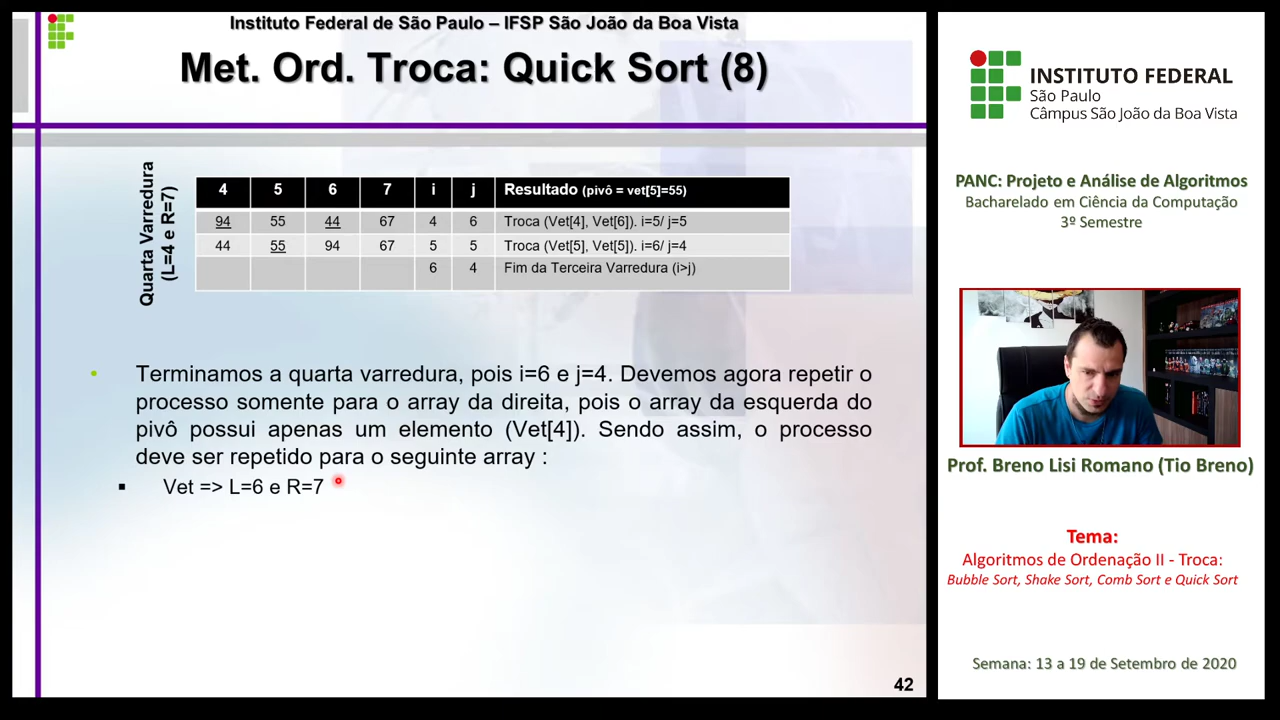 Instituto Federal de São Paulo – IFSP São João da Boa Vista
Met. Ord. Troca: Quick Sort (8)
Quarta Varredura
(L=4 e R=7)
4 5 6 7 i j Resultado (pivô = vet[5]=55)
94 55 44 67 4 6 Troca (Vet[4], Vet[6]). i=5/ j=5
44 55 94 67 5 5 Troca (Vet[5], Vet[5]). i=6/ j=4
6 4 Fim da Terceira Varredura (i>j)
• Terminamos a quarta varredura, pois i=6 e j=4. Devemos agora repetir o
processo somente para o array da direita, pois o array da esquerda do
pivô possui apenas um elemento (Vet[4]). Sendo assim, o processo
deve ser repetido para o seguinte array :
▪ Vet => L=6 e R=7
42
INSTITUTO FEDERAL
São Paulo
Câmpus São João da Boa Vista
PANC: Projeto e Análise de Algoritmos
Bacharelado em Ciência da Computação
3º Semestre
Prof. Breno Lisi Romano (Tio Breno)
Tema:
Algoritmos de Ordenação II - Troca:
Bubble Sort, Shake Sort, Comb Sort e Quick Sort
Semana: 13 a 19 de Setembro de 2020